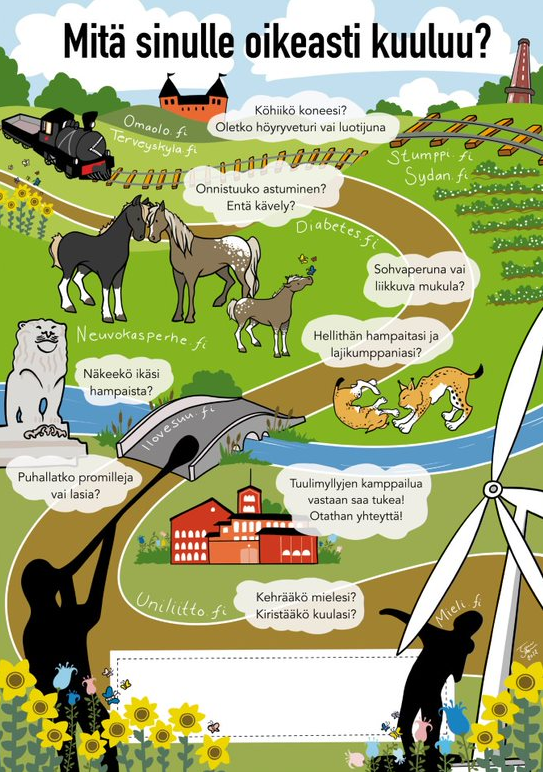 Mitä sinulle oikeasti kuuluu?
Köhiikö koneesi?
Oletko höyryveturi vai luotijuna
Omaolo.fi
Terveyskyla.fi
Stumppi.fi
Sydan.fi
Onnistuuko astuminen?
Entä kävely?
Diabetes.fi
Sohvaperuna vai
liikkuva mukula?
Neuvokasperhe.fi
Hellithän hampaitasi ja
lajikumppaniasi?
Näkeekö ikäsi
hampaista?
Ilovesuu.fi
Puhallatko promilleja
vai lasia?
Tuulimyllyjen kamppailua
vastaan saa tukea!
Otathan yhteyttä!
Uniliitto.fi
Kehrääkö mielesi?
Kiristääkö kuulasi?
Mieli.fi